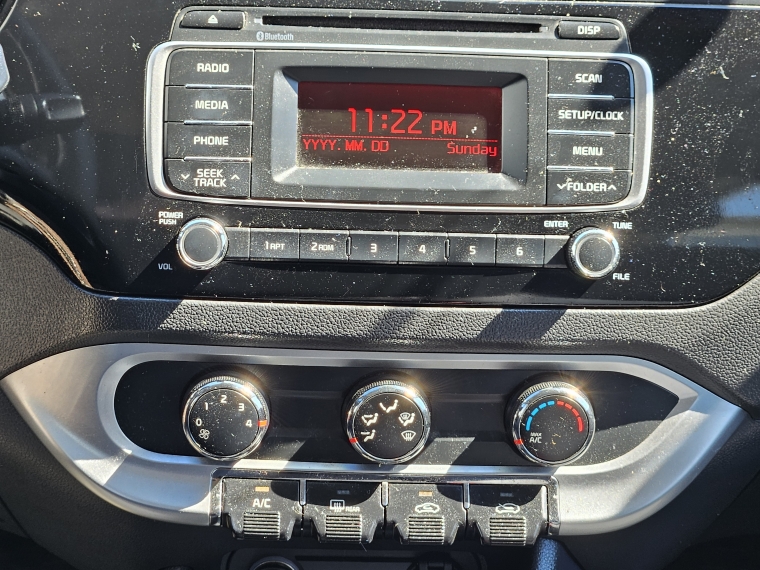 DISP
Bluetooth
RADIO
MEDIA
PHONE
SEEK
TRACK
11:22 PM
YYYY. MM. DD Sunday
SCAN
SETUP/CLOCK
MENU
FOLDER
POWER
PUSH
VOL
1 RPT
2 RDM
3
4
5
6
ENTER
TUNE
FILE
0 1 2 3 4
MAX
A/C
A/C
REAR